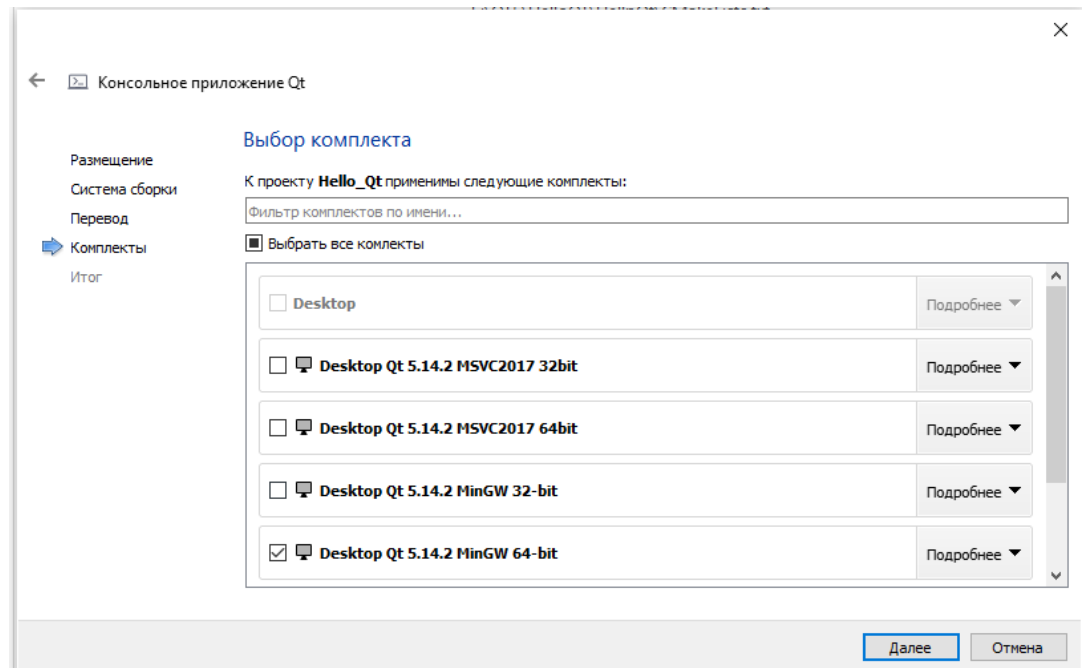 Консольное приложение Qt
Размещение
Система сборки
Перевод
Комплекты
Итог
Выбор комплекта
К проекту Hello_Qt применимы следующие комплекты:
Фильтр комплектов по имени...
Выбрать все комлекты
Desktop
Подробнее
Desktop Qt 5.14.2 MSVC2017 32bit
Подробнее
Desktop Qt 5.14.2 MSVC2017 64bit
Подробнее
Desktop Qt 5.14.2 MinGW 32-bit
Подробнее
Desktop Qt 5.14.2 MinGW 64-bit
Подробнее
Далее
Отмена